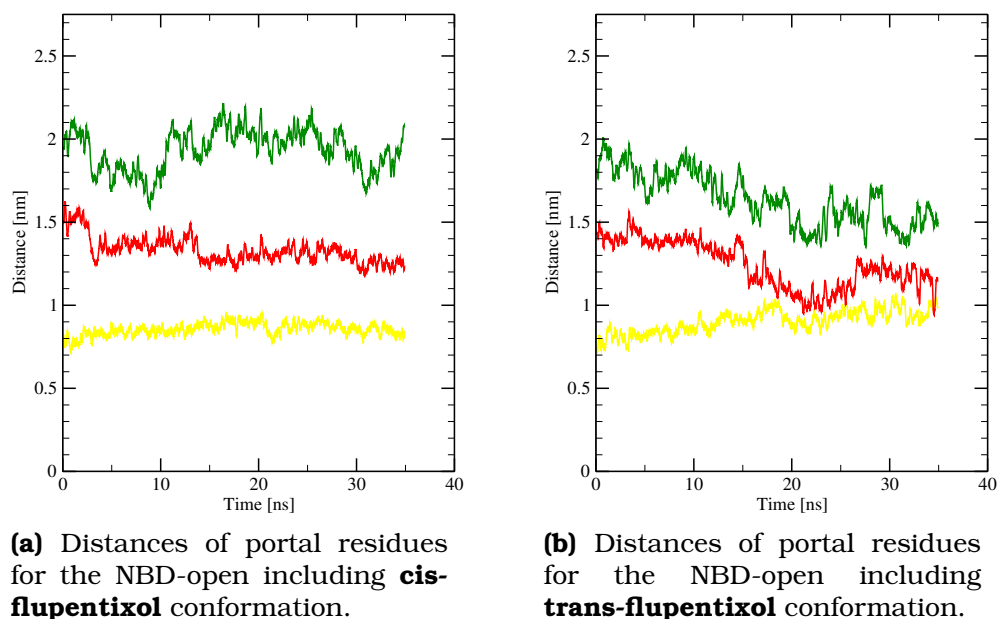 2.5
2
1.5
1
0.5
0
Distance [nm]
0 10 20 30 40
Time [ns]
(a) Distances of portal residues
for the NBD-open including cis-
flupentixol conformation.
2.5
2
1.5
1
0.5
0
Distance [nm]
0 10 20 30 40
Time [ns]
(b) Distances of portal residues
for the NBD-open including
trans-flupentixol conformation.